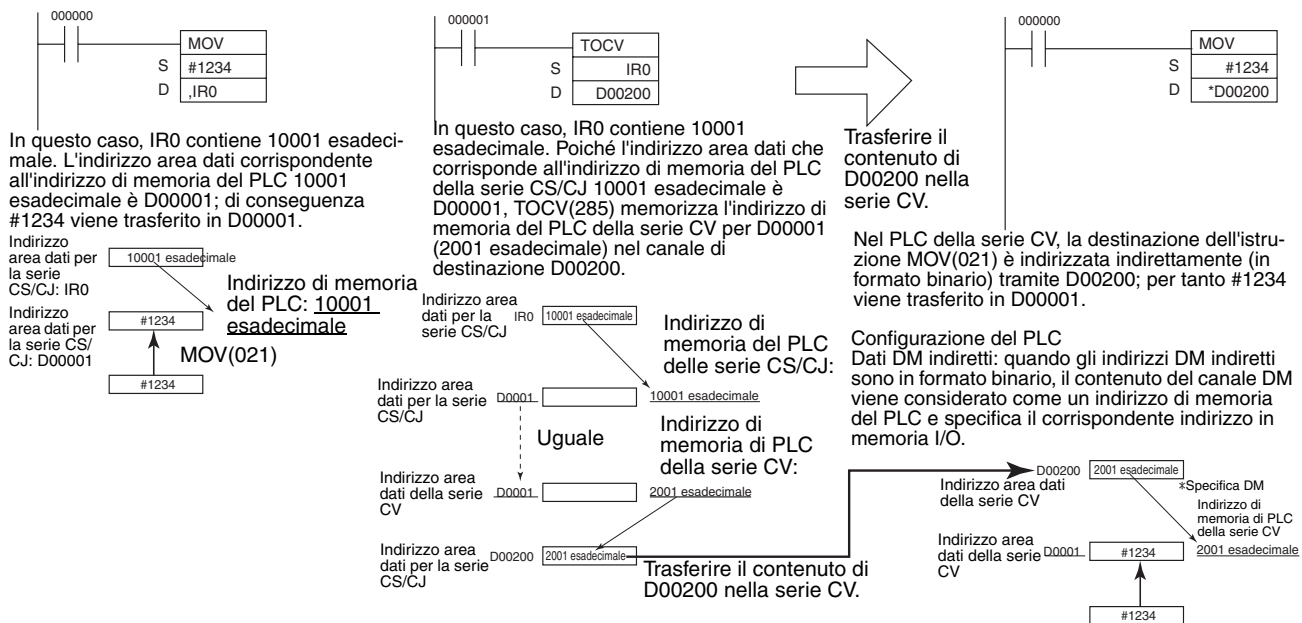 000000
MOV
S #1234
D ,IR0
In questo caso, IR0 contiene 10001 esadeci-
male. L'indirizzo area dati corrispondente
all'indirizzo di memoria del PLC 10001
esadecimale è D00001; di conseguenza
#1234 viene trasferito in D00001.
Indirizzo
area dati per
la serie
CS/CJ: IR0
10001 esadecimale
Indirizzo di memoria
del PLC: 10001
esadecimale
Indirizzo
area dati per
la serie CS/
CJ: D00001
#1234
MOV(021)
#1234
000001
TOCV
S IR0
D D00200
In questo caso, IR0 contiene 10001
esadecimale. Poiché l'indirizzo area dati che
corrisponde all'indirizzo di memoria del PLC
della serie CS/CJ 10001 esadecimale è
D00001, TOCV(285) memorizza l'indirizzo di
memoria del PLC della serie CV per D00001
(2001 esadecimale) nel canale di
destinazione D00200.
Indirizzo area
dati per la
serie CS/CJ
IR0
10001 esadecimale
Indirizzo di
memoria del PLC
delle serie CS/CJ:
Indirizzo area
dati per la serie
CS/CJ
D0001
10001 esadecimale
Uguale
Indirizzo di
memoria di PLC
della serie CV:
Indirizzo area
dati della serie
CV
D0001
2001 esadecimale
Indirizzo area
dati per la serie
CS/CJ
D00200
2001 esadecimale
Trasferire il contenuto di
D00200 nella serie CV.
Trasferire il
contenuto di
D00200 nella
serie CV.
000000
MOV
S #1234
D *D00200
Nel PLC della serie CV, la destinazione dell'istru-
zione MOV(021) è indirizzata indirettamente (in
formato binario) tramite D00200; per tanto #1234
viene trasferito in D00001.
Configurazione del PLC
Dati DM indiretti: quando gli indirizzi DM indiretti
sono in formato binario, il contenuto del canale DM
viene considerato come un indirizzo di memoria
del PLC e specifica il corrispondente indirizzo in
memoria I/O.
D00200
2001 esadecimale
Indirizzo area dati
della serie CV
*Specifica DM
Indirizzo di
memoria di PLC
della serie CV
2001 esadecimale
Indirizzo area
dati della serie
CV
D0001
#1234
#1234